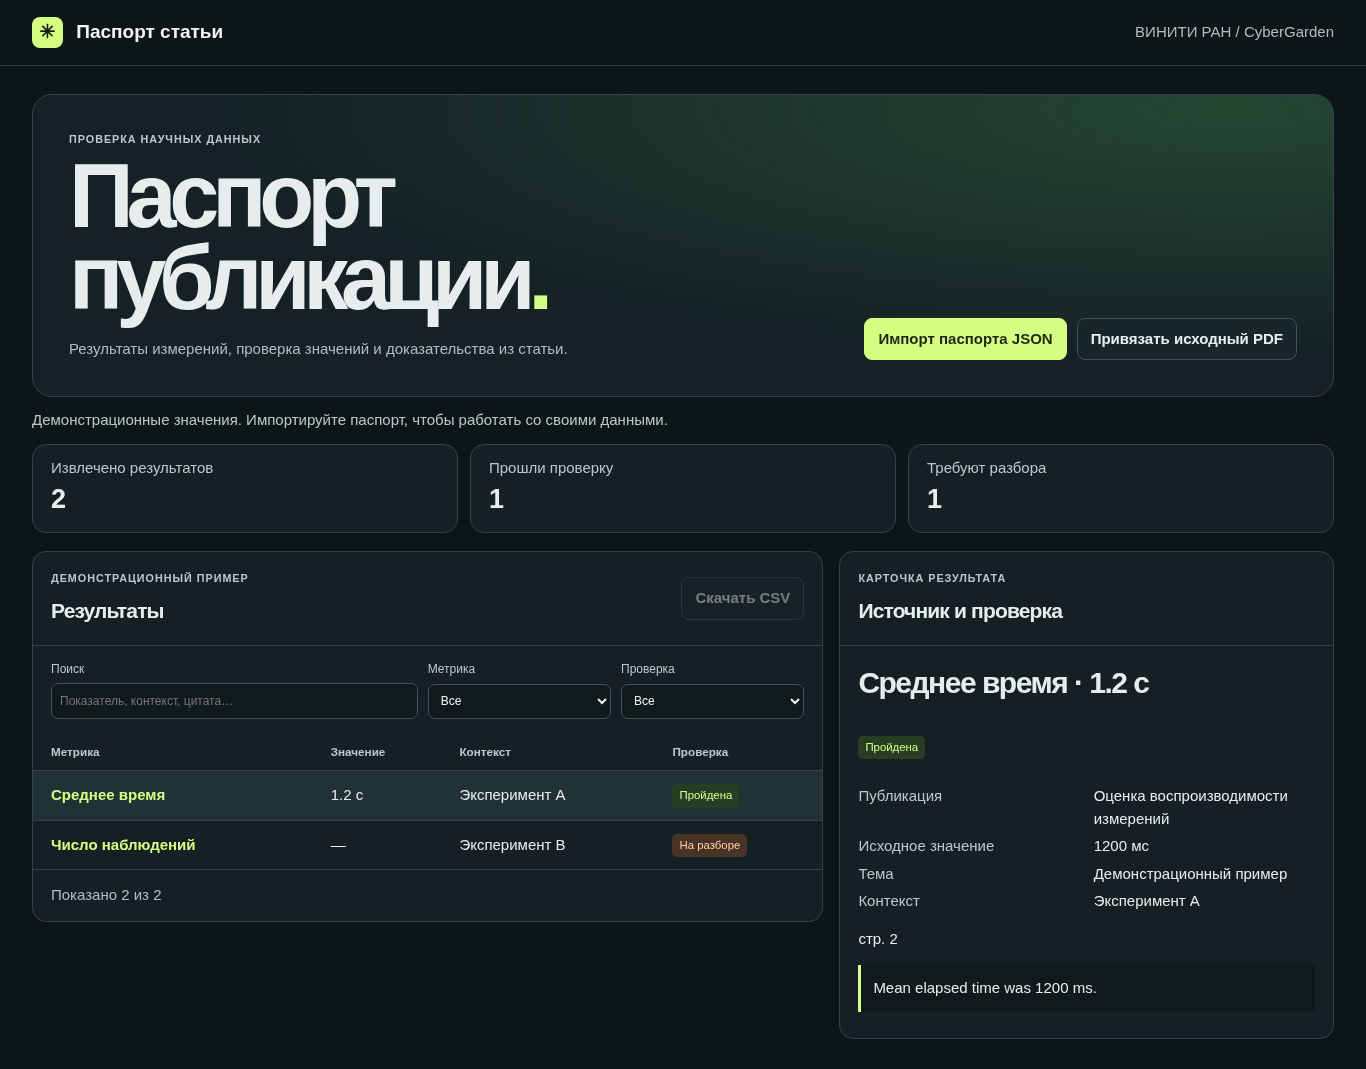 Паспорт статьи
ВИНИТИ РАН / CyberGarden
ПРОВЕРКА НАУЧНЫХ ДАННЫХ
Паспорт
публикации.
Результаты измерений, проверка значений и доказательства из статьи.
Импорт паспорта JSON
Привязать исходный PDF
Демонстрационные значения. Импортируйте паспорт, чтобы работать со своими данными.
Извлечено результатов
2
Прошли проверку
1
Требуют разбора
1
ДЕМОНСТРАЦИОННЫЙ ПРИМЕР
Результаты
Скачать CSV
Поиск
Метрика
Проверка
Показатель, контекст, цитата…
Все
Все
Метрика Значение Контекст Проверка
Среднее время 1.2 с Эксперимент A Пройдена
Число наблюдений — Эксперимент B На разборе
Показано 2 из 2
КАРТОЧКА РЕЗУЛЬТАТА
Источник и проверка
Среднее время · 1.2 с
Пройдена
Публикация Оценка воспроизводимости
измерений
Исходное значение 1200 мс
Тема Демонстрационный пример
Контекст Эксперимент A
стр. 2
Mean elapsed time was 1200 ms.